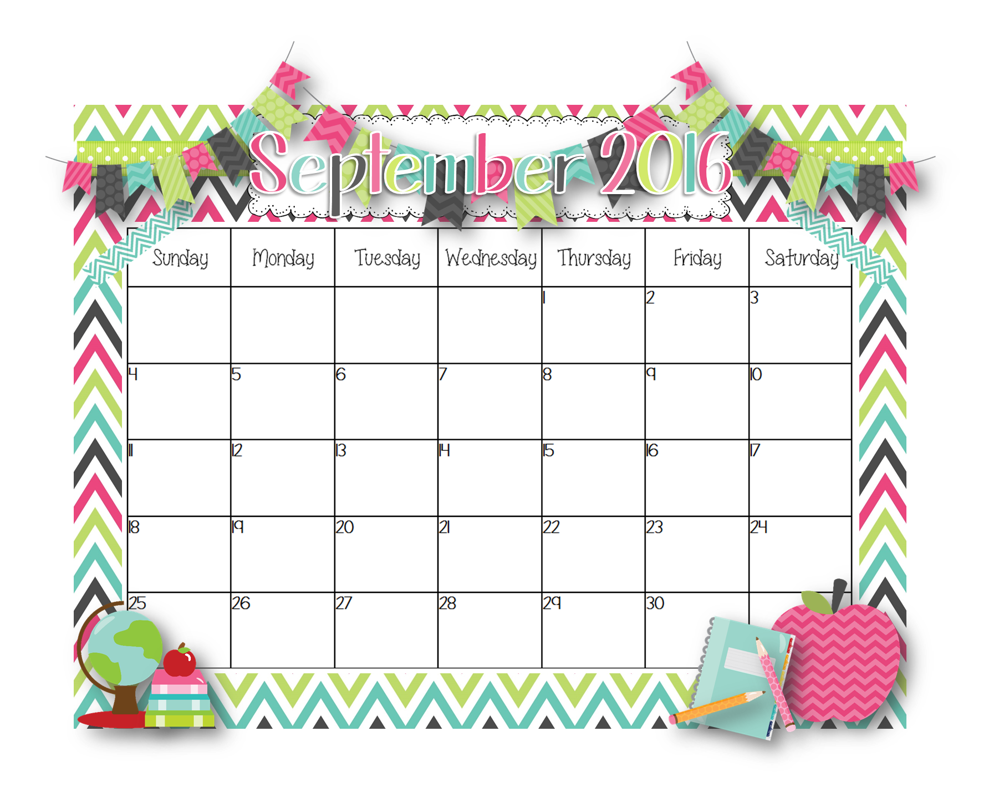 September 2016
Sunday Monday Tuesday Wednesday Thursday Friday Saturday
1 2 3
4 5 6 7 8 9 10
11 12 13 14 15 16 17
18 19 20 21 22 23 24
25 26 27 28 29 30